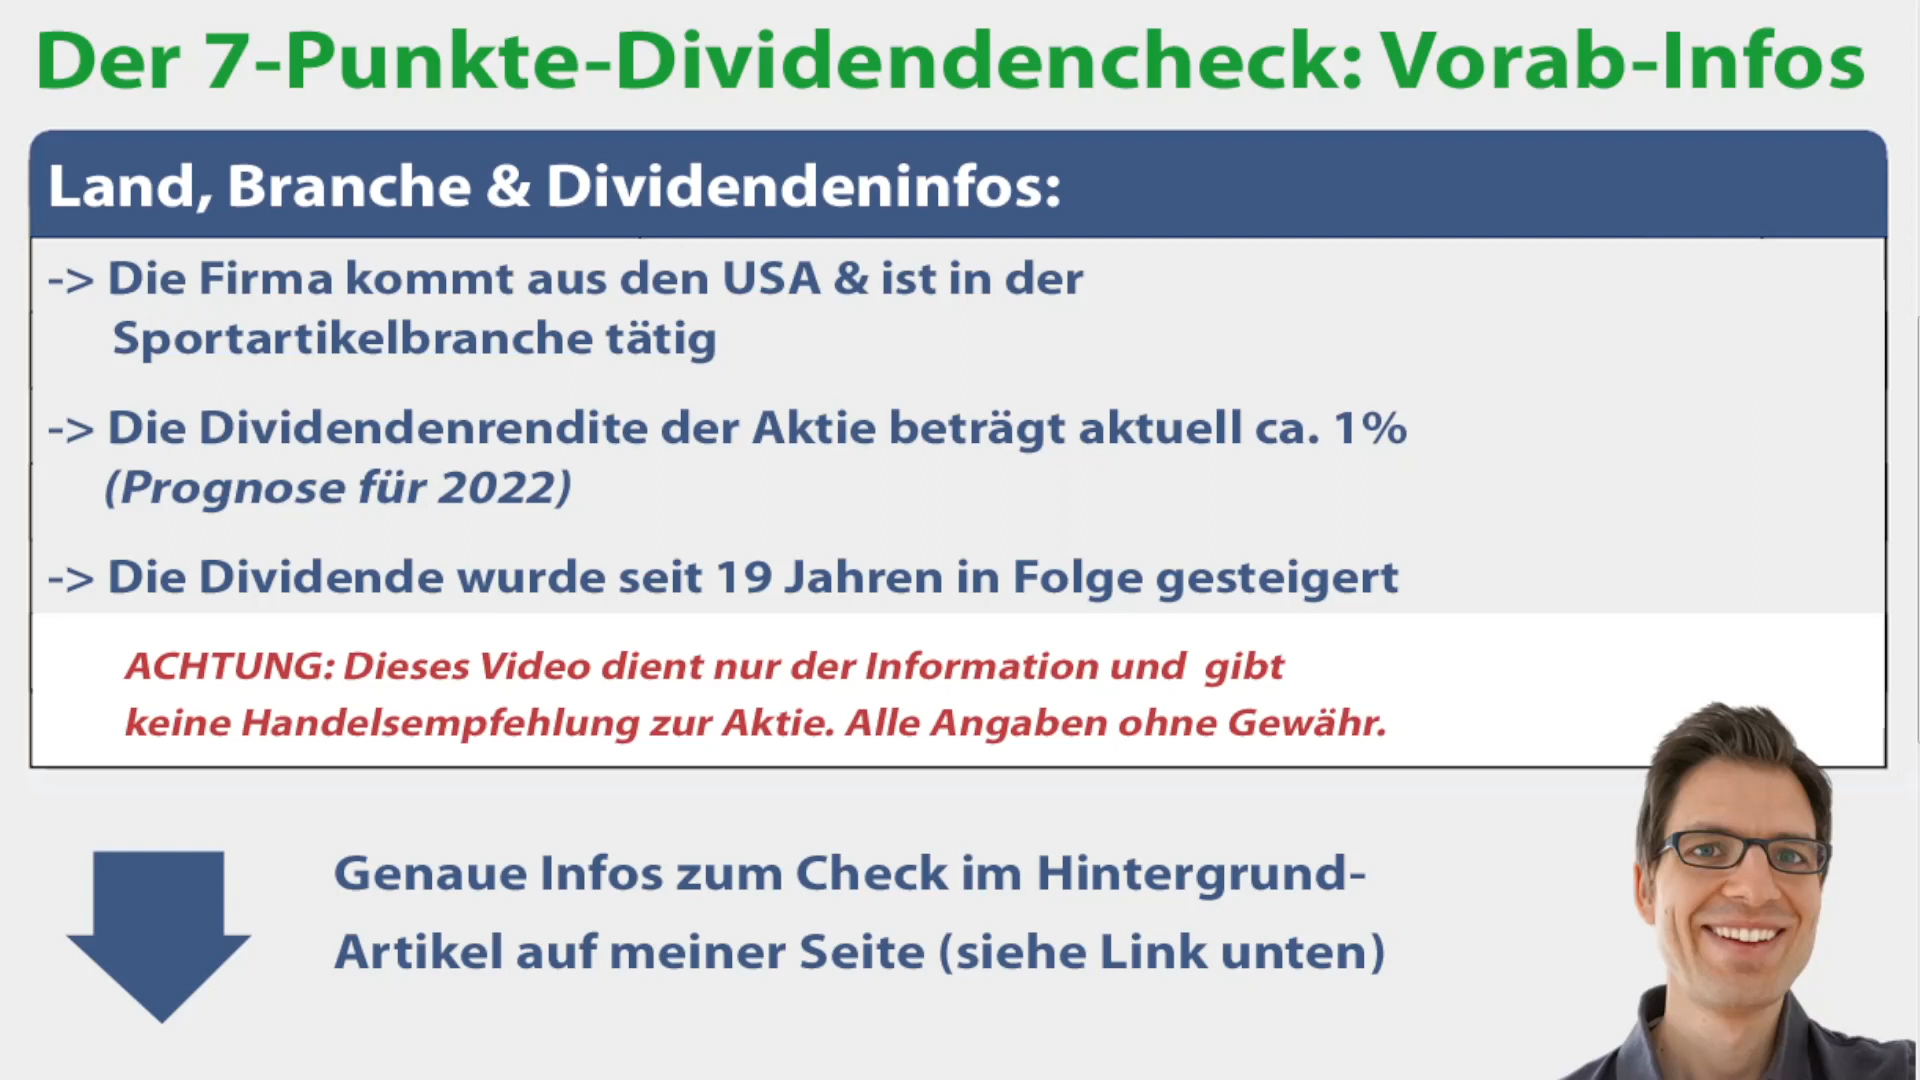 Der 7-Punkte-Dividendencheck: Vorab-Infos
Land, Branche & Dividendeninfos:
-> Die Firma kommt aus den USA & ist in der
Sportartikelbranche tätig
-> Die Dividendenrendite der Aktie beträgt aktuell ca. 1%
(Prognose für 2022)
-> Die Dividende wurde seit 19 Jahren in Folge gesteigert
ACHTUNG: Dieses Video dient nur der Information und gibt
keine Handelsempfehlung zur Aktie. Alle Angaben ohne Gewähr.
Genaue Infos zum Check im Hintergrund-
Artikel auf meiner Seite (siehe Link unten)